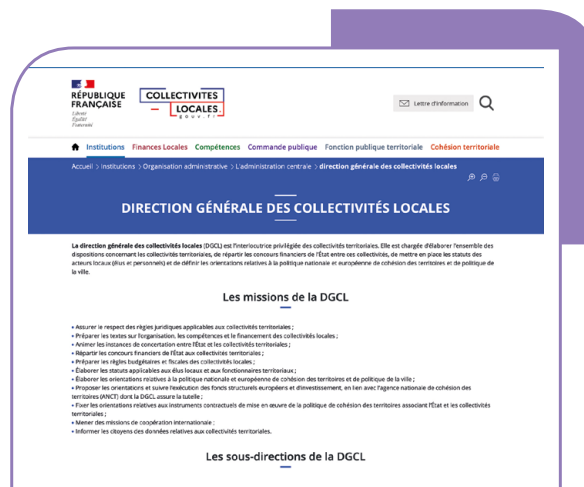 RÉPUBLIQUE
FRANÇAISE
Liberté
Égalité
Fraternité
COLLECTIVITES
LOCALES.
gouv.fr
Lettre d'information
Institutions Finances Locales Compétences Commande publique Fonction publique territoriale Cohésion territoriale
Accueil > Institutions > Organisation administrative > L'administration centrale > direction générale des collectivités locales
DIRECTION GÉNÉRALE DES COLLECTIVITÉS LOCALES
La direction générale des collectivités locales (DGCL) est l'interlocutrice privilégiée des collectivités territoriales. Elle est chargée d'élaborer l'ensemble des
dispositions concernant les collectivités territoriales, de répartir les concours financiers de l'État entre ces collectivités, de mettre en place les statuts des
acteurs locaux (élus et personnels) et de définir les orientations relatives à la politique nationale et européenne de cohésion des territoires et de politique de
la ville.
Les missions de la DGCL
• Assurer le respect des règles juridiques applicables aux collectivités territoriales ;
• Préparer les textes sur l'organisation, les compétences et le financement des collectivités locales ;
• Animer les instances de concertation entre l'État et les collectivités territoriales ;
• Répartir les concours financiers de l'État aux collectivités territoriales ;
• Préparer les règles budgétaires et fiscales des collectivités locales ;
• Élaborer les statuts applicables aux élus locaux et aux fonctionnaires territoriaux ;
• Élaborer les orientations relatives à la politique nationale et européenne de cohésion des territoires et de politique de la ville ;
• Proposer les orientations et suivre l'exécution des fonds structurels européens et d'investissement, en lien avec l'agence nationale de cohésion des
territoires (ANCT) dont la DGCL assure la tutelle ;
• Fixer les orientations relatives aux instruments contractuels de mise en œuvre de la politique de cohésion des territoires associant l'État et les collectivités
territoriales ;
• Mener des missions de coopération internationale ;
• Informer les citoyens des données relatives aux collectivités territoriales.
Les sous-directions de la DGCL